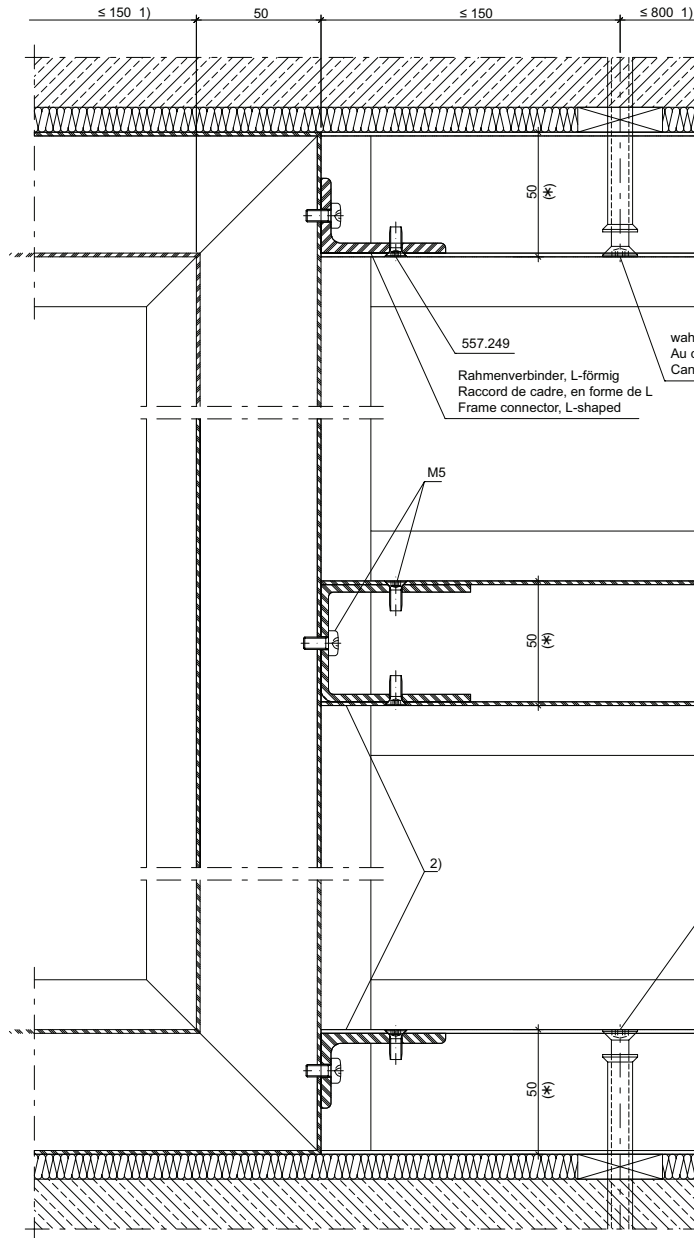 ≤ 150 1) 50 ≤ 150 ≤ 800 1)
50
(*)
557.249
wah
Au c
Can
Rahmenverbinder, L-förmig
Raccord de cadre, en forme de L
Frame connector, L-shaped
M5
50
(*)
2)
50
(*)